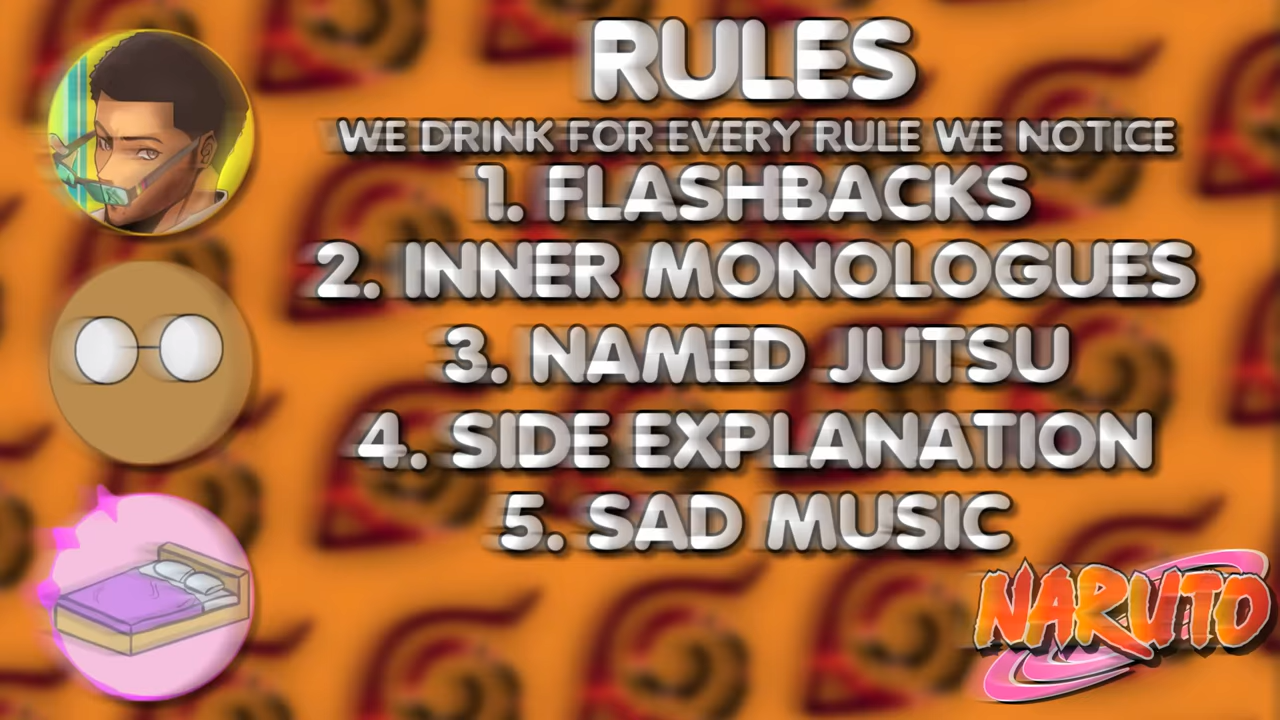 RULES
WE DRINK FOR EVERY RULE WE NOTICE
1. FLASHBACKS
2. INNER MONOLOGUES
3. NAMED JUTSU
4. SIDE EXPLANATION
5. SAD MUSIC
NARUTO